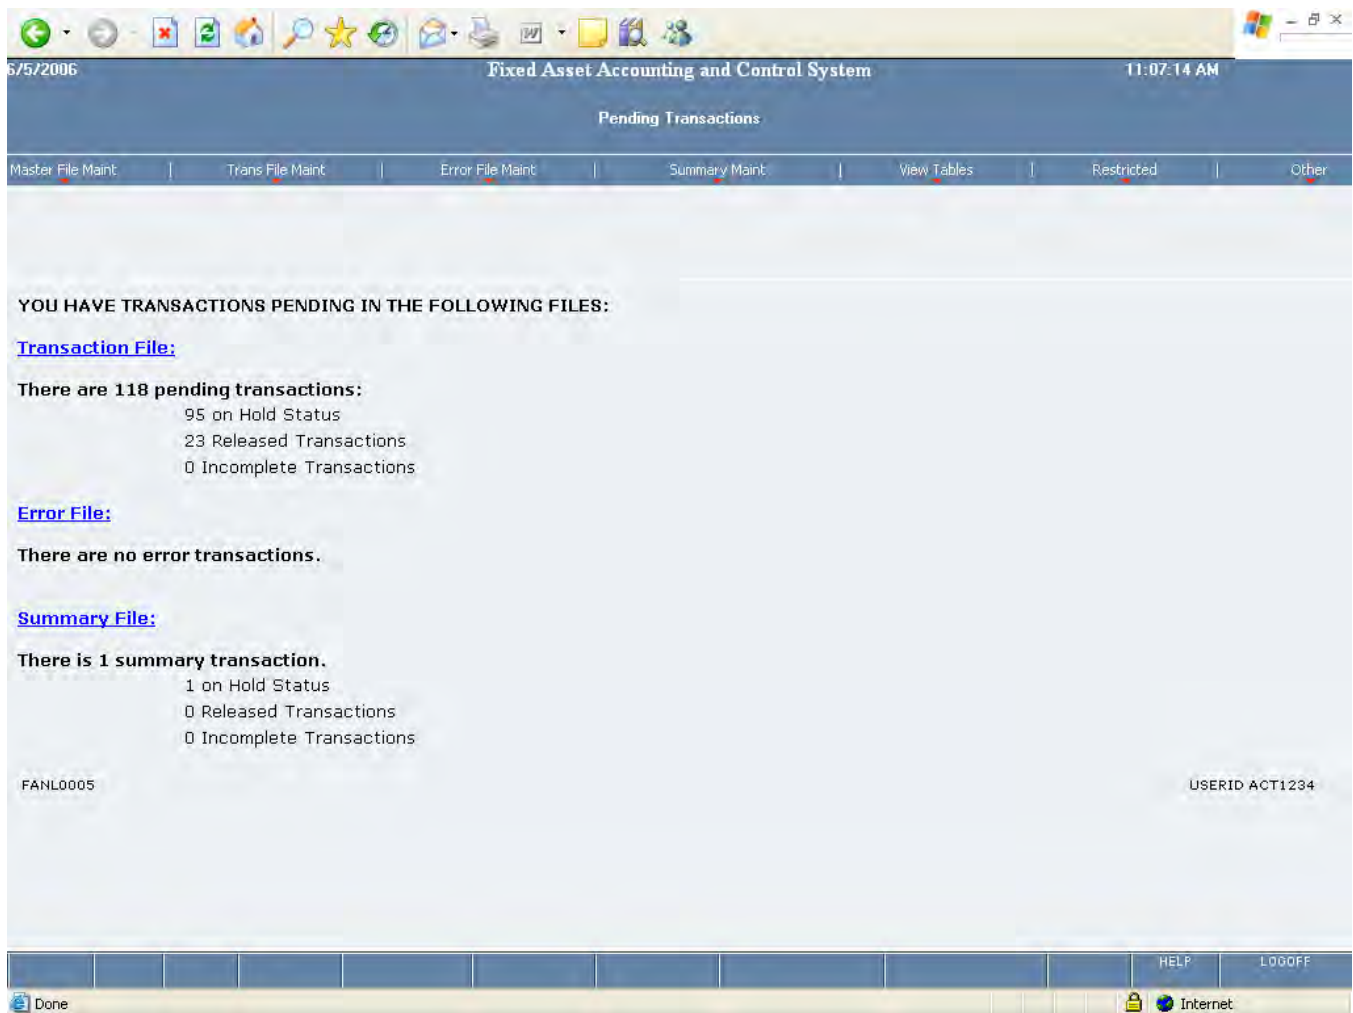 6/5/2006 Fixed Asset Accounting and Control System 11:07:14 AM
Pending Transactions
Master File Maint | Trans File Maint | Error File Maint | Summary Maint | View Tables | Restricted | Other
YOU HAVE TRANSACTIONS PENDING IN THE FOLLOWING FILES:
Transaction File:
There are 118 pending transactions:
95 on Hold Status
23 Released Transactions
0 Incomplete Transactions
Error File:
There are no error transactions.
Summary File:
There is 1 summary transaction.
1 on Hold Status
0 Released Transactions
0 Incomplete Transactions
FANL0005 USERID ACT1234
HELP LOGOFF
Done Internet